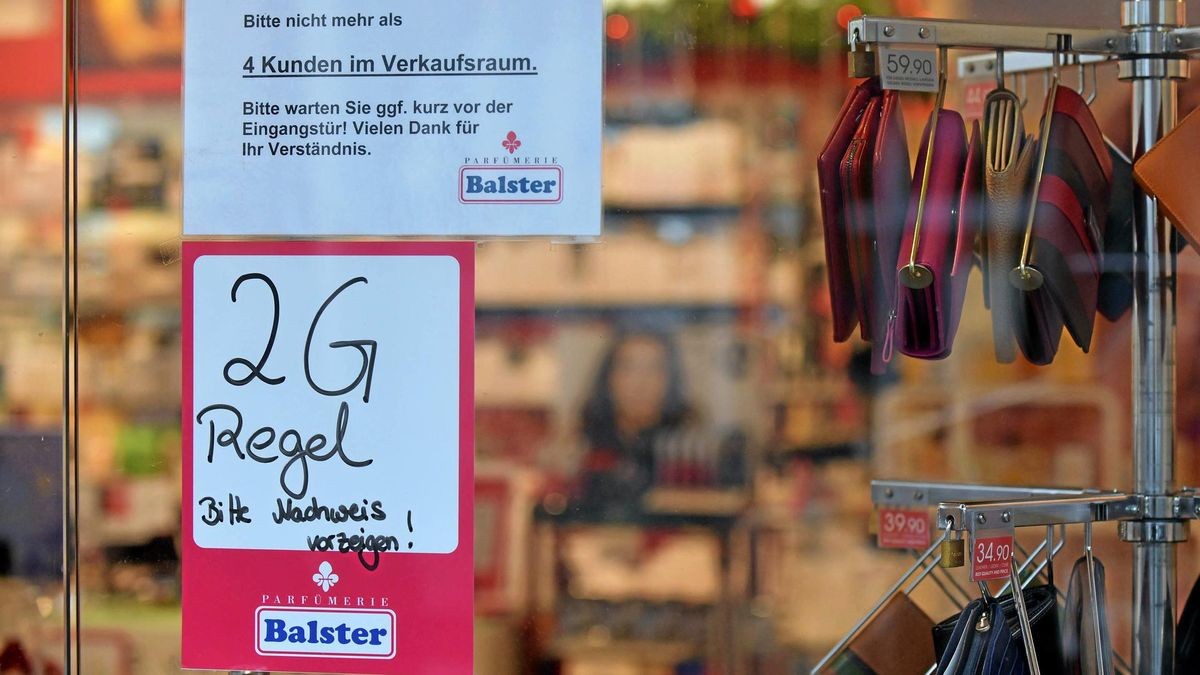 Bitte nicht mehr als
4 Kunden im Verkaufsraum.
Bitte warten Sie ggf. kurz vor der
Eingangstür! Vielen Dank für
Ihr Verständnis.
PARFÜMERIE
Balster
2G
Regel
Bitte Nachweis
vorzeigen!
PARFÜMERIE
Balster
59.90
39.90
34.90